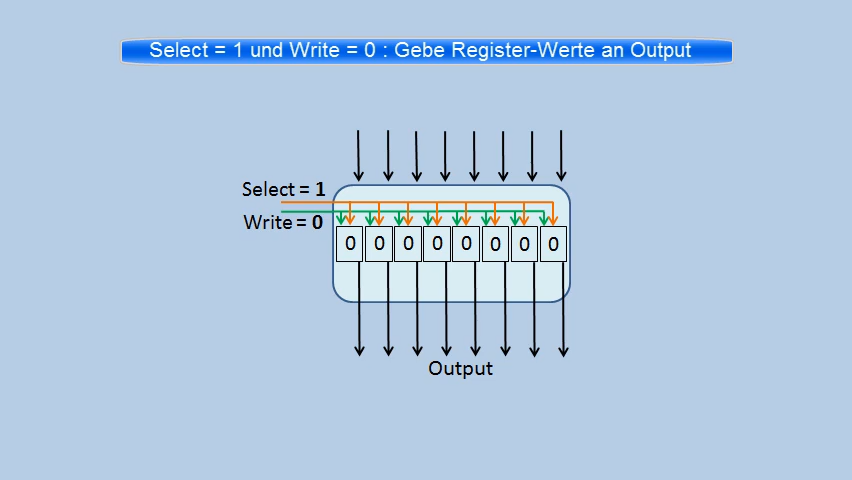 Select = 1 und Write = 0 : Gebe Register-Werte an Output
Select = 1
Write = 0
0 0 0 0 0 0 0 0
Output